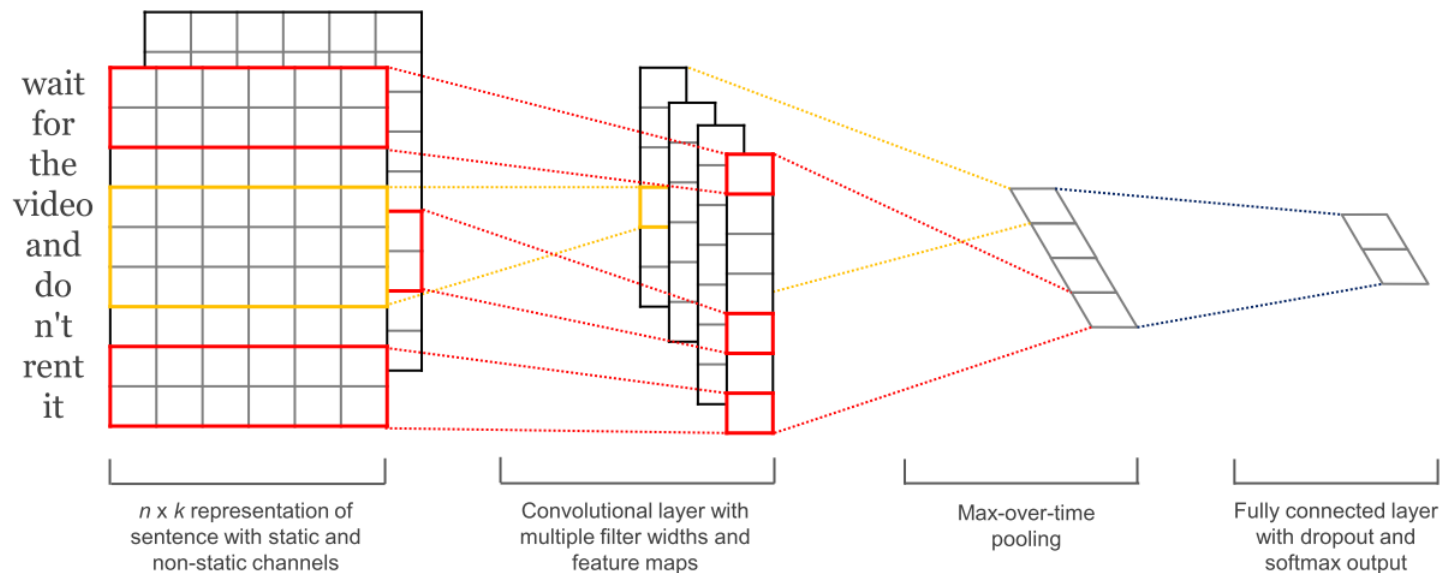 wait
for
the
video
and
do
n't
rent
it
n x k representation of
sentence with static and
non-static channels
Convolutional layer with
multiple filter widths and
feature maps
Max-over-time
pooling
Fully connected layer
with dropout and
softmax output